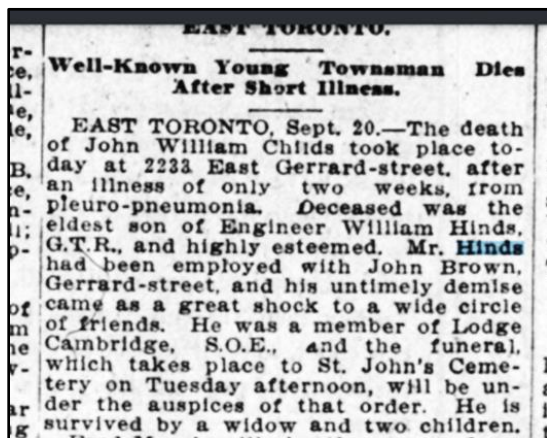 EAST TORONTO.
Well-Known Young Townsman Dies
After Short Illness.
EAST TORONTO, Sept. 20.—The death
of John William Childs took place to-
day at 2233 East Gerrard-street, after
an illness of only two weeks, from
pleuro-pneumonia. Deceased was the
eldest son of Engineer William Hinds,
G.T.R., and highly esteemed. Mr. Hinds
had been employed with John Brown,
Gerrard-street, and his untimely demise
came as a great shock to a wide circle
of friends. He was a member of Lodge
Cambridge, S.O.E., and the funeral,
which takes place to St. John's Ceme-
tery on Tuesday afternoon, will be un-
der the auspices of that order. He is
survived by a widow and two children.